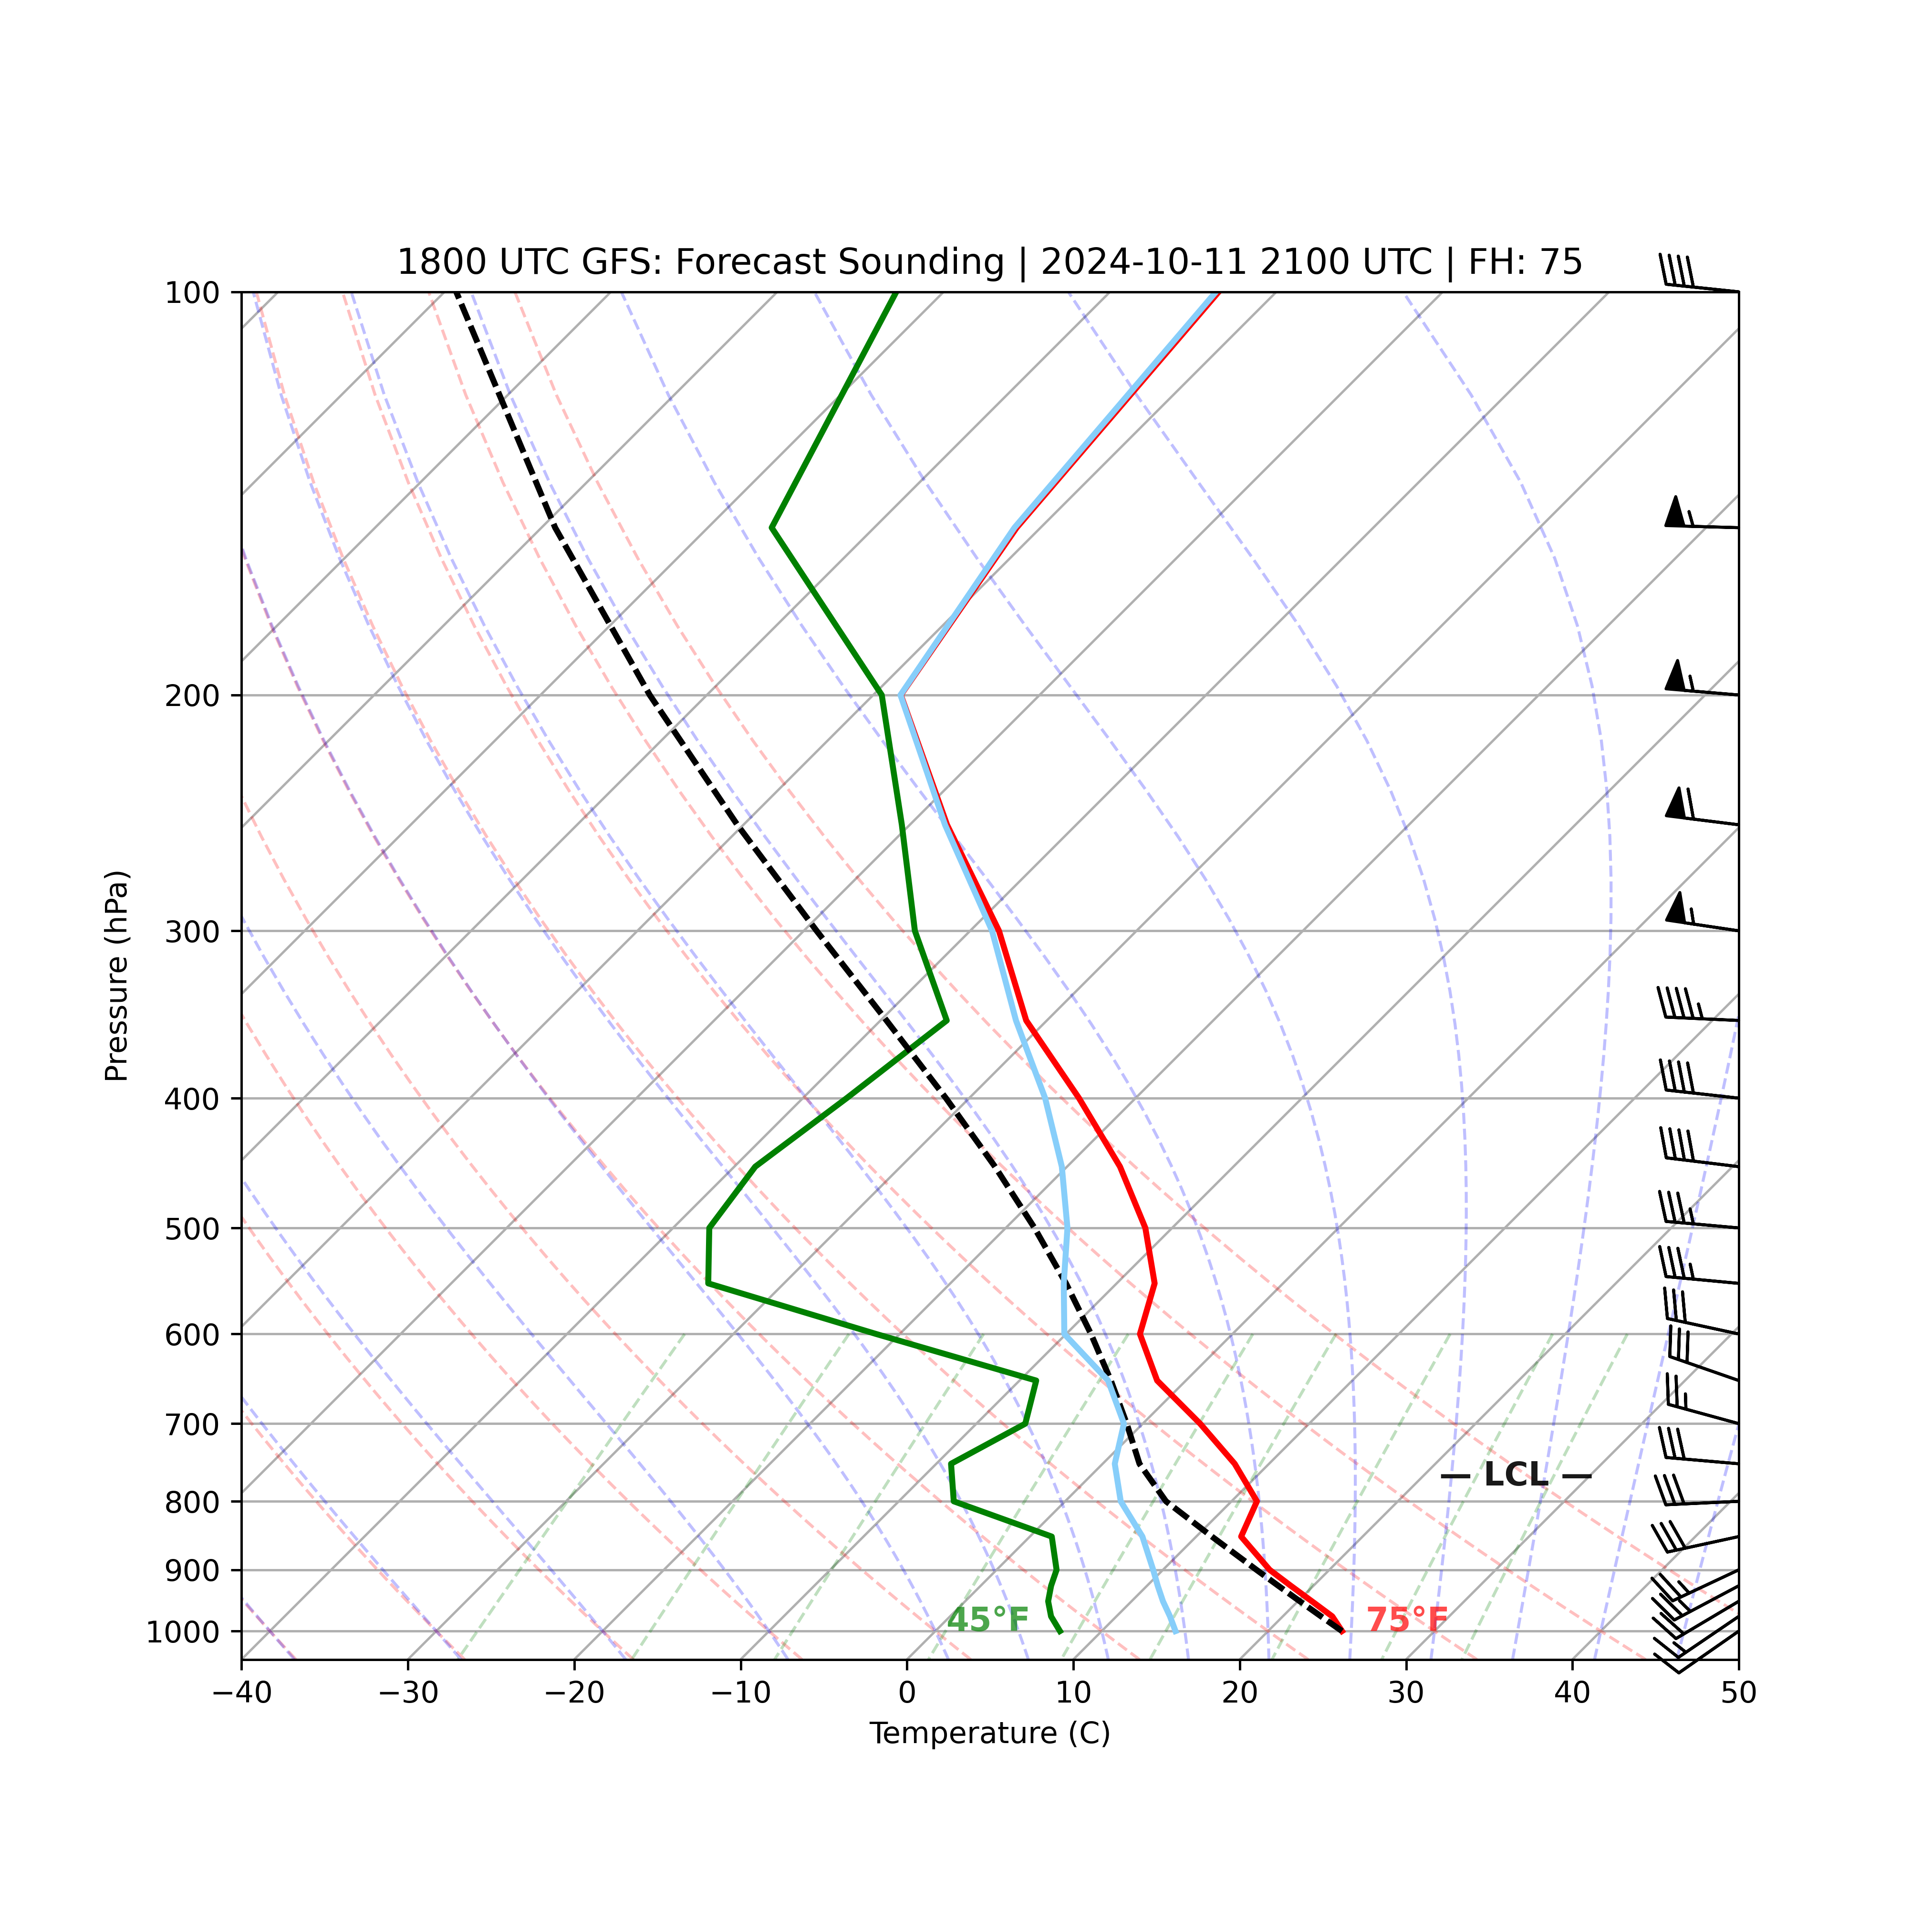 1800 UTC GFS: Forecast Sounding | 2024-10-11 2100 UTC | FH: 75
100
200
300
400
500
600
700
800
900
1000
Pressure (hPa)
— LCL —
45°F
75°F
−40 −30 −20 −10 0 10 20 30 40 50
Temperature (C)